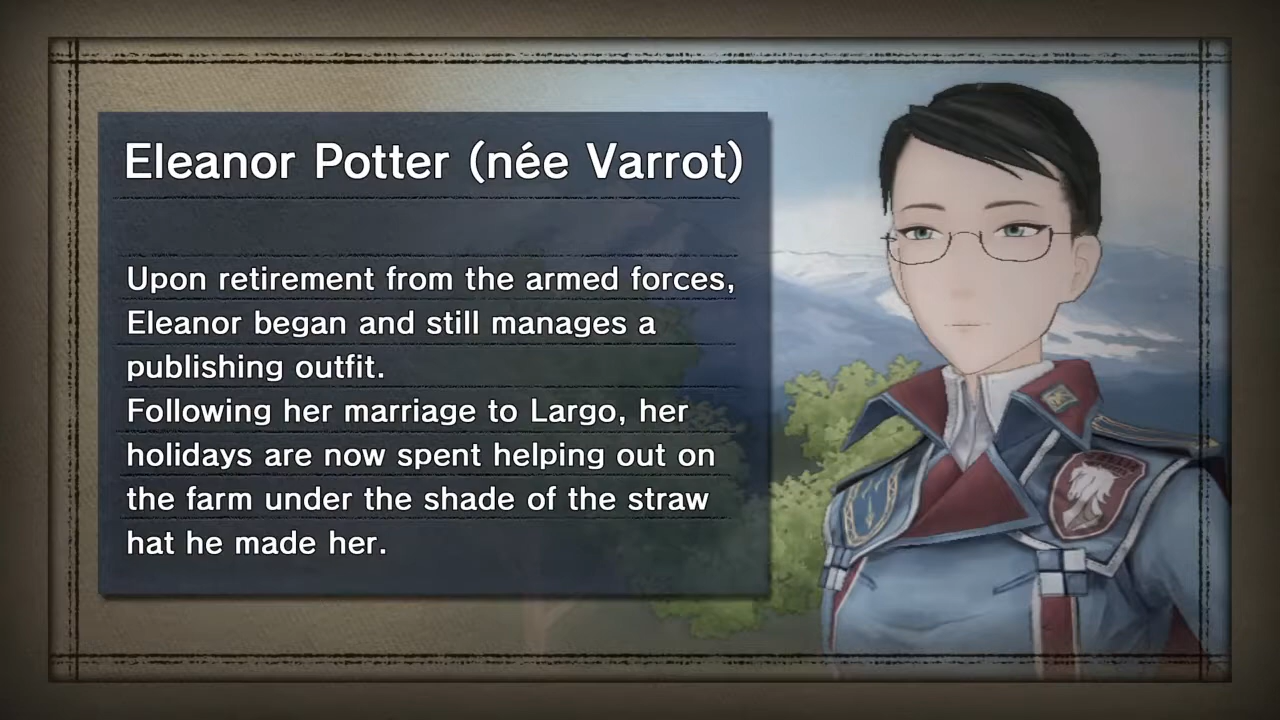 Eleanor Potter (née Varrot)
Upon retirement from the armed forces,
Eleanor began and still manages a
publishing outfit.
Following her marriage to Largo, her
holidays are now spent helping out on
the farm under the shade of the straw
hat he made her.